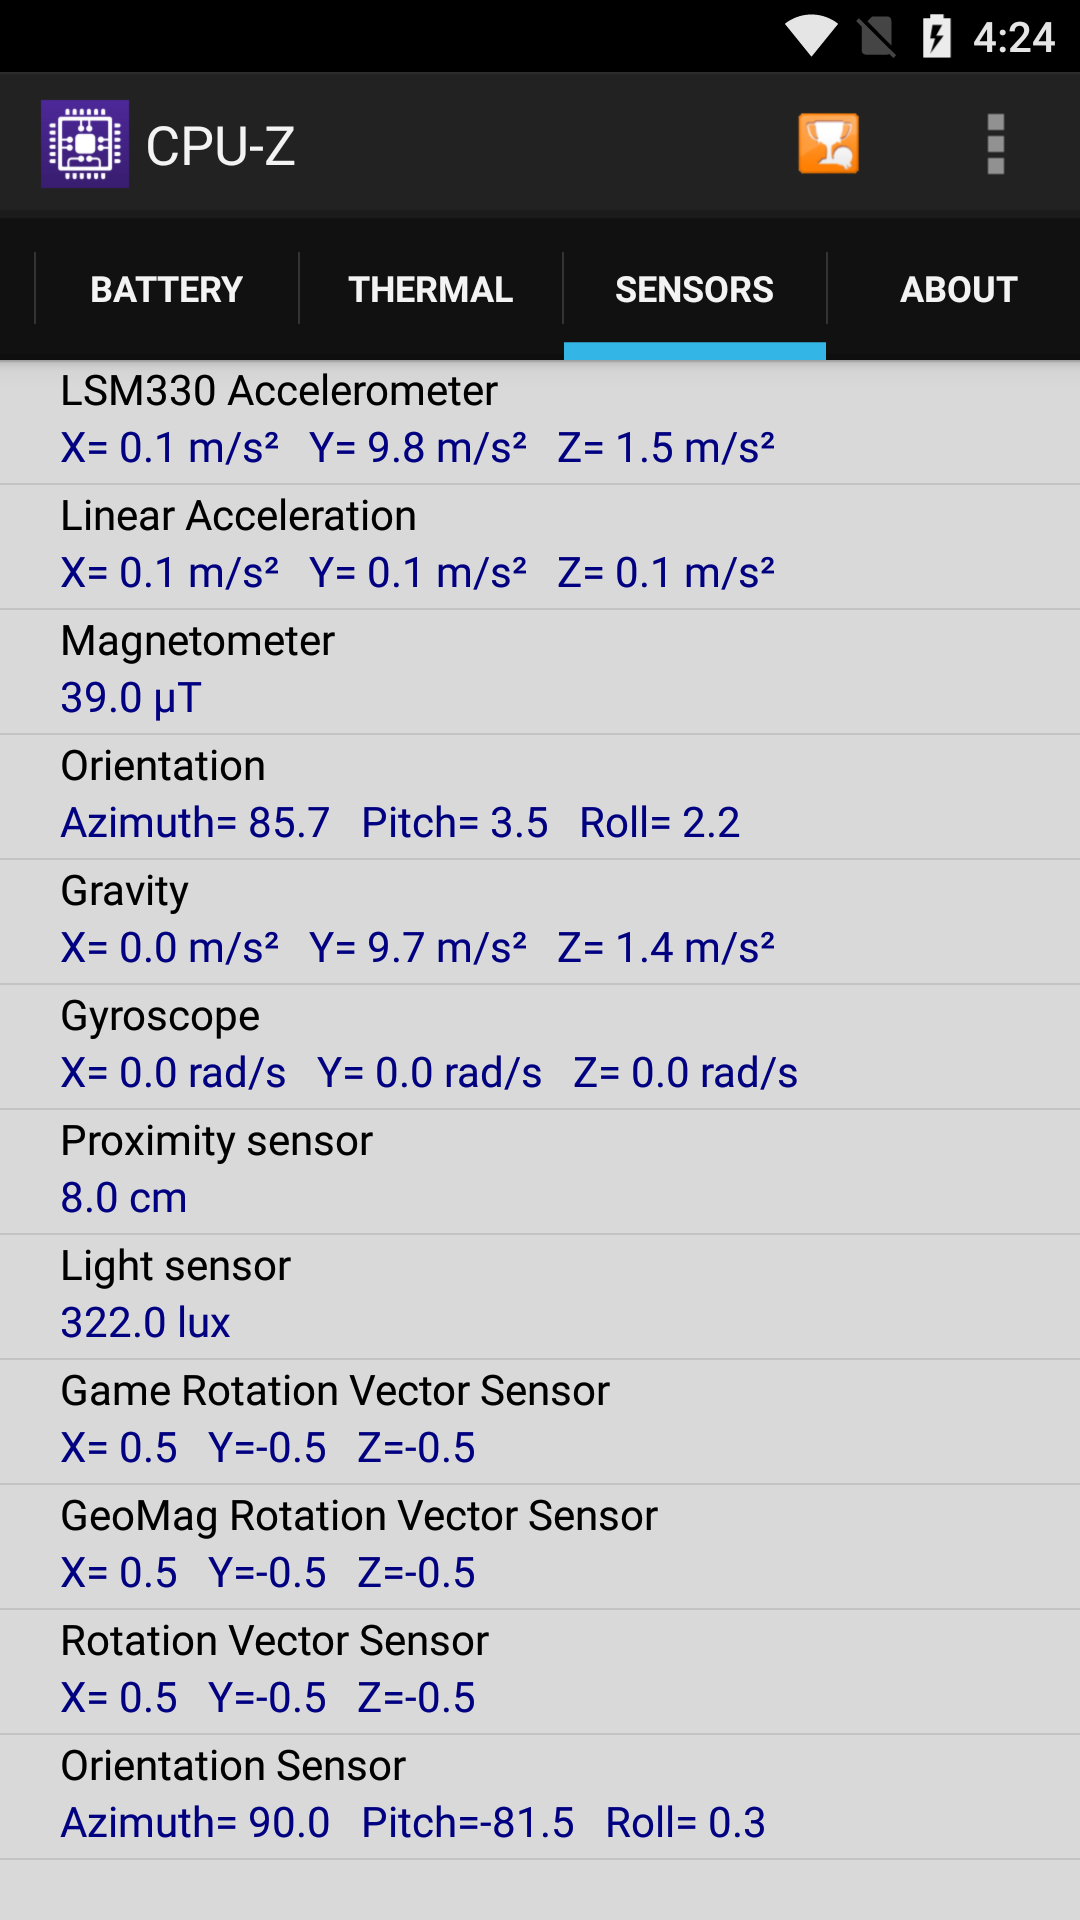 4:24
CPU-Z
BATTERY THERMAL SENSORS ABOUT
LSM330 Accelerometer
X= 0.1 m/s² Y= 9.8 m/s² Z= 1.5 m/s²
Linear Acceleration
X= 0.1 m/s² Y= 0.1 m/s² Z= 0.1 m/s²
Magnetometer
39.0 µT
Orientation
Azimuth= 85.7 Pitch= 3.5 Roll= 2.2
Gravity
X= 0.0 m/s² Y= 9.7 m/s² Z= 1.4 m/s²
Gyroscope
X= 0.0 rad/s Y= 0.0 rad/s Z= 0.0 rad/s
Proximity sensor
8.0 cm
Light sensor
322.0 lux
Game Rotation Vector Sensor
X= 0.5 Y=-0.5 Z=-0.5
GeoMag Rotation Vector Sensor
X= 0.5 Y=-0.5 Z=-0.5
Rotation Vector Sensor
X= 0.5 Y=-0.5 Z=-0.5
Orientation Sensor
Azimuth= 90.0 Pitch=-81.5 Roll= 0.3